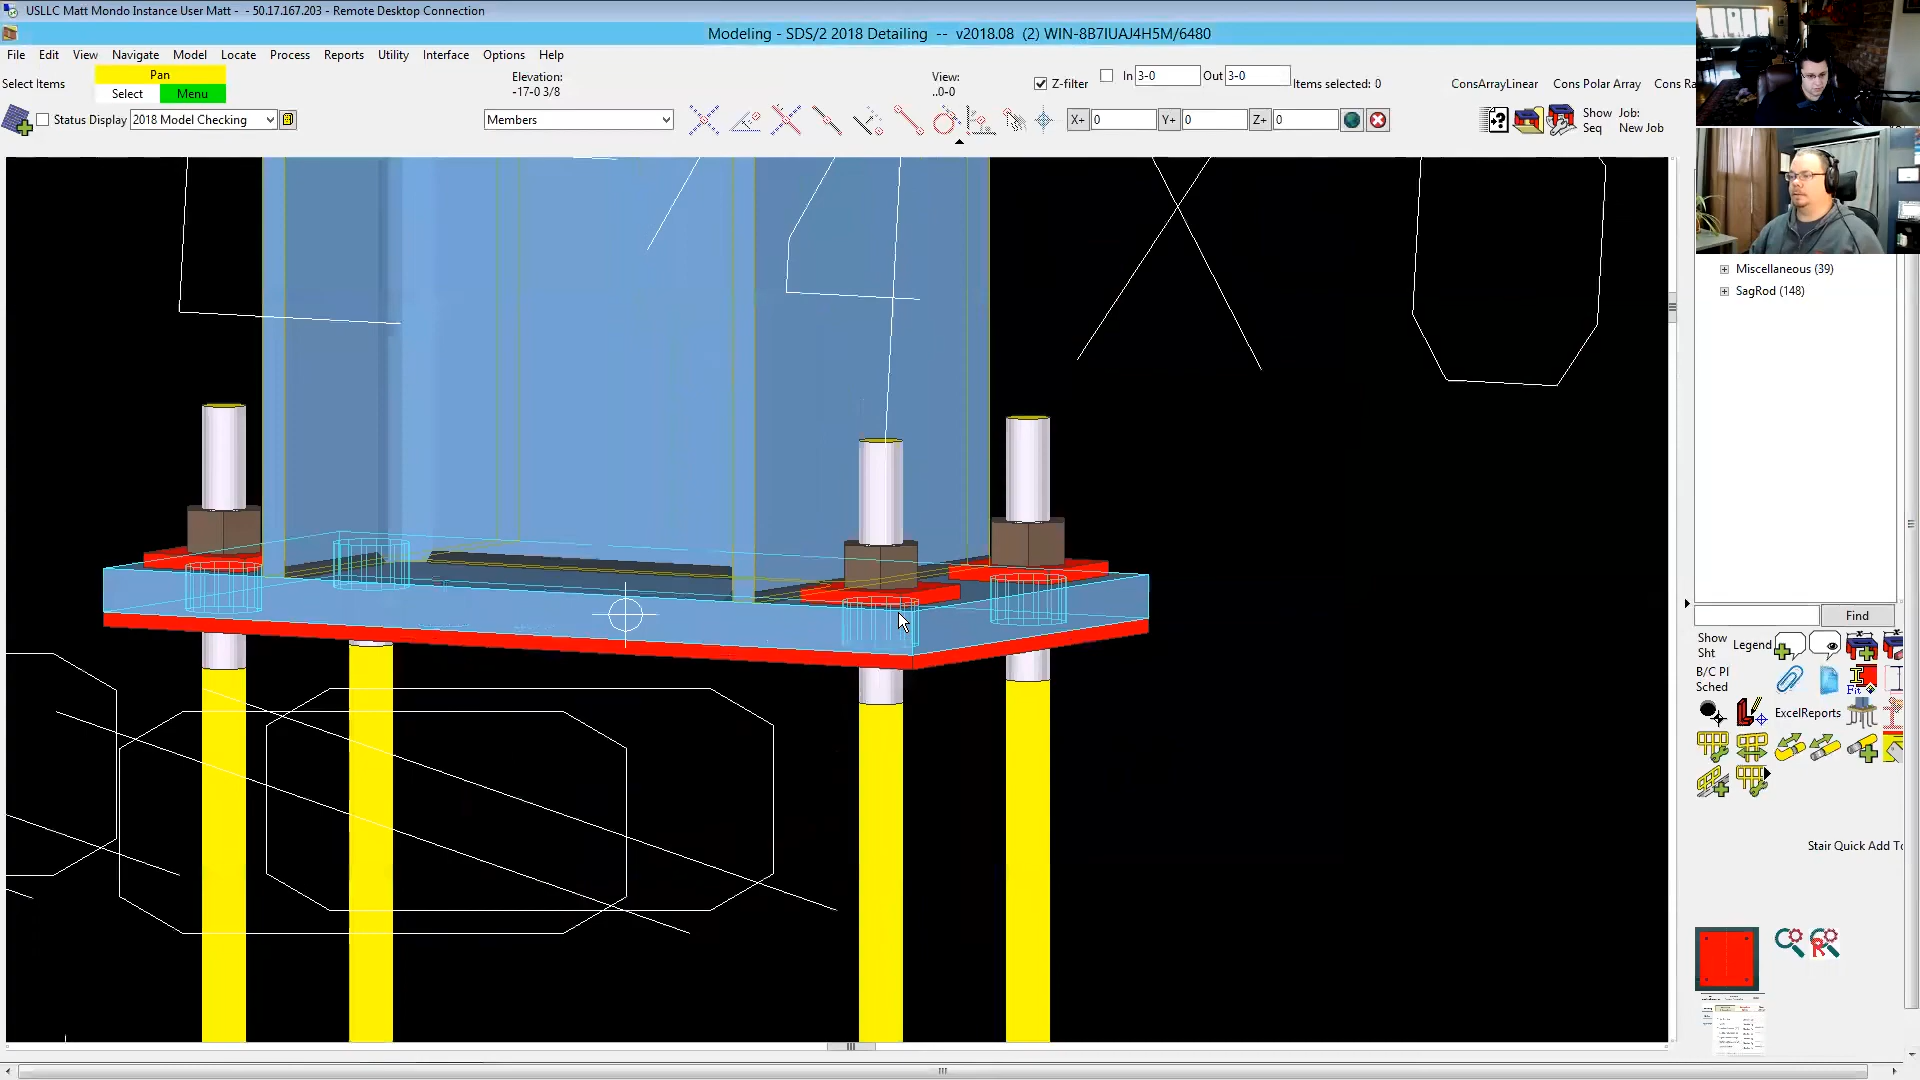 USLLC Matt Mondo Instance User Matt - - 50.17.167.203 - Remote Desktop Connection
Modeling - SDS/2 2018 Detailing -- v2018.08 (2) WIN-8B7IUAJ4H5M/6480
File Edit View Navigate Model Locate Process Reports Utility Interface Options Help
Select Items
Pan
Select Menu
Elevation:
-17-0 3/8
View:
..0-0
Z-filter
In 3-0
Out 3-0
Items selected: 0
ConsArrayLinear
Cons Polar Array
Cons Ra
Status Display
2018 Model Checking
Members
X+ 0
Y+ 0
Z+ 0
Show
Seq
Job:
New Job
Miscellaneous (39)
SagRod (148)
Find
Show
Sht
Legend
B/C Pl
Sched
Fit
ExcelReports
Stair Quick Add To